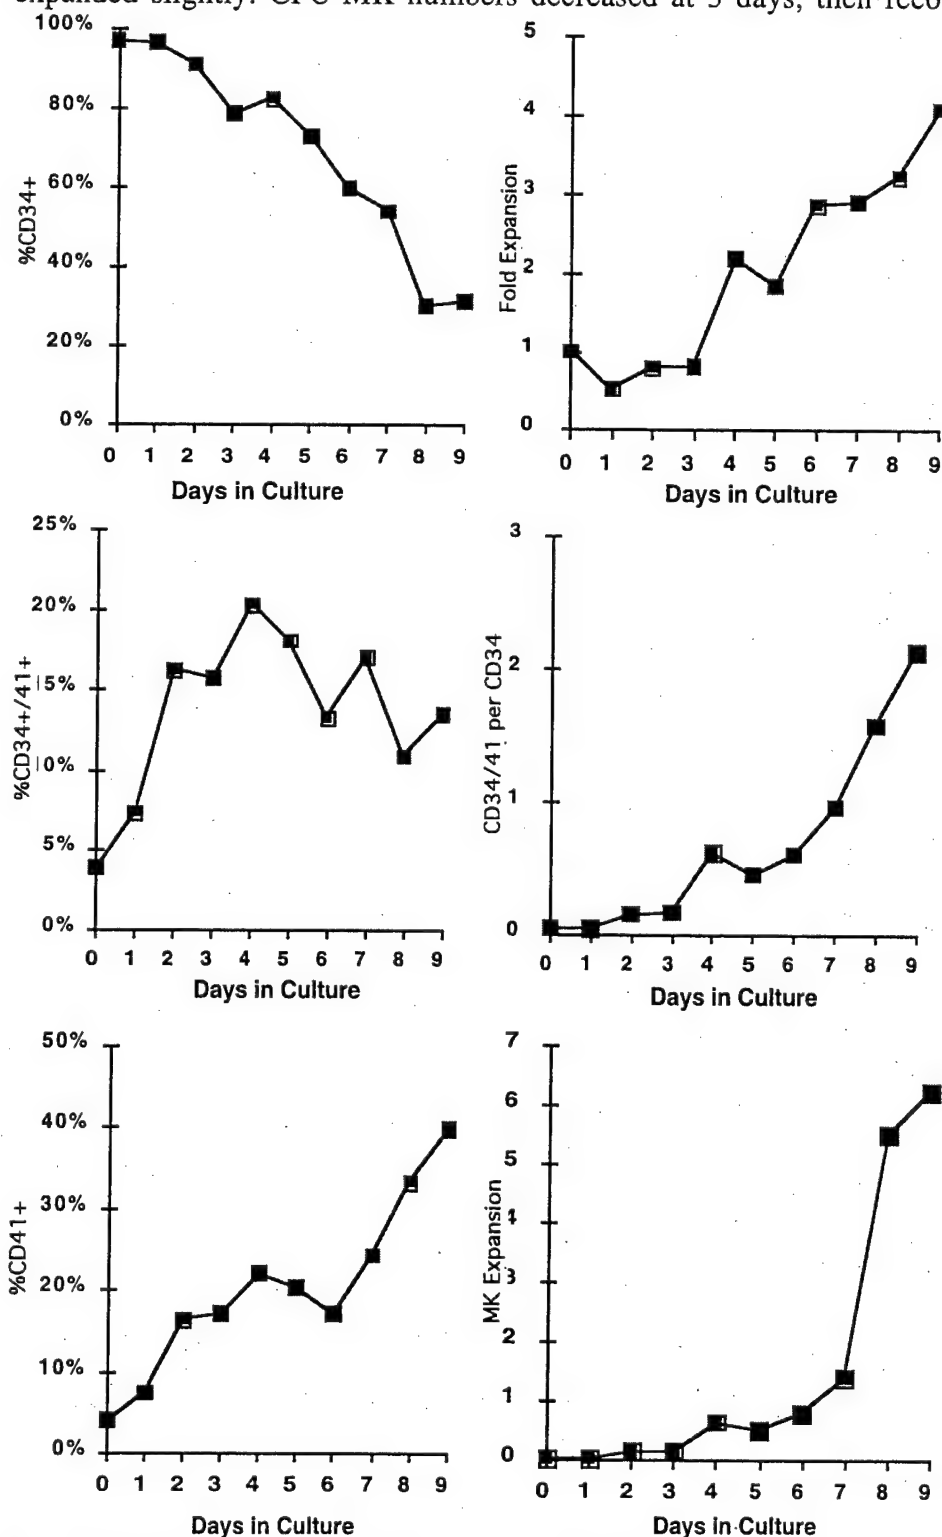 expanded slightly. CFC-MK numbers decreased at 3 days, then reco
100%
80%
60%
40%
20%
0%
%CD34+
0 1 2 3 4 5 6 7 8 9
Days in Culture
5
4
3
2
1
0
Fold Expansion
0 1 2 3 4 5 6 7 8 9
Days in Culture
25%
20%
15%
10%
5%
0%
%CD34+/41+
0 1 2 3 4 5 6 7 8 9
Days in Culture
3
2
1
0
CD34/41 per CD34
0 1 2 3 4 5 6 7 8 9
Days in Culture
50%
40%
30%
20%
10%
0%
%CD41+
0 1 2 3 4 5 6 7 8 9
Days in Culture
7
6
5
4
3
2
1
0
MK Expansion
0 1 2 3 4 5 6 7 8 9
Days in Culture